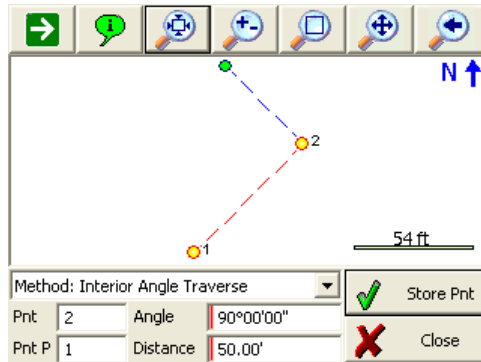 N
2
1
54 ft
Method: Interior Angle Traverse
Store Pnt
Pnt 2 Angle 90°00'00"
Pnt P 1 Distance 50.00'
Close